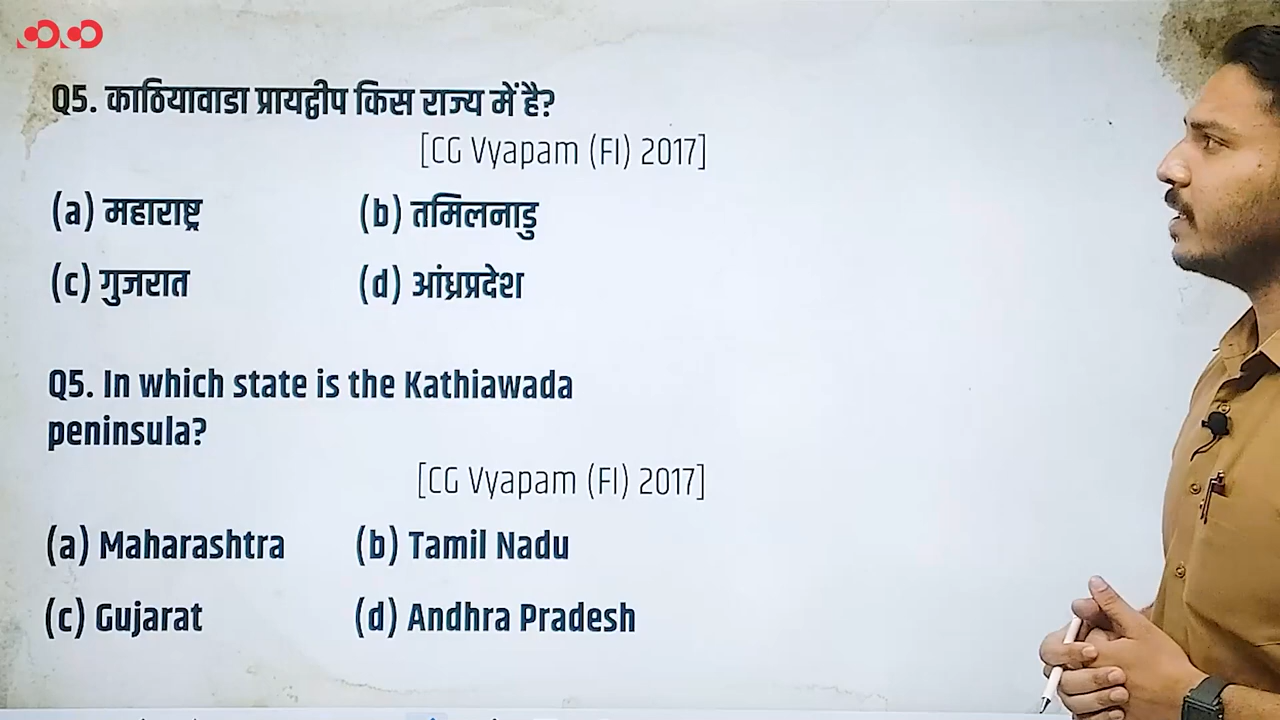 Q5. काठियावाडा प्रायद्वीप किस राज्य में है?
[CG Vyapam (FI) 2017]
(a) महाराष्ट्र (b) तमिलनाडु
(c) गुजरात (d) आंध्रप्रदेश
Q5. In which state is the Kathiawada
peninsula?
[CG Vyapam (FI) 2017]
(a) Maharashtra (b) Tamil Nadu
(c) Gujarat (d) Andhra Pradesh